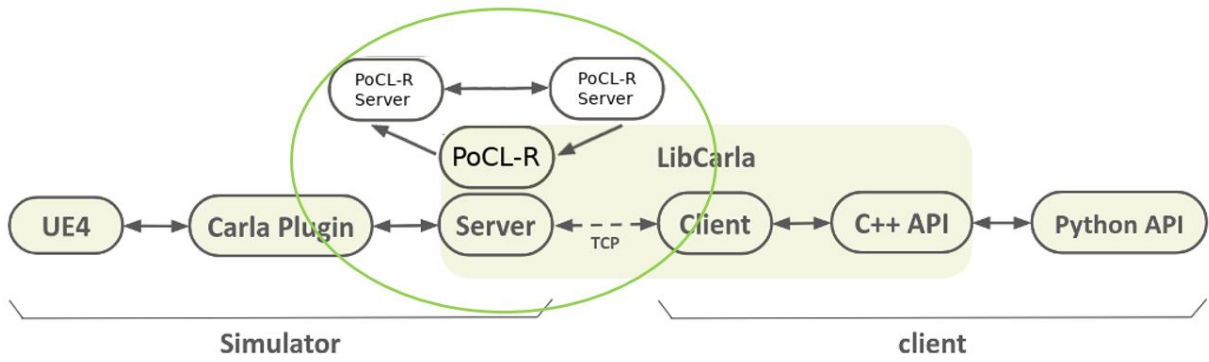 PoCL-R
Server
PoCL-R
Server
PoCL-R
LibCarla
UE4
Carla Plugin
Server
TCP
Client
C++ API
Python API
Simulator
client